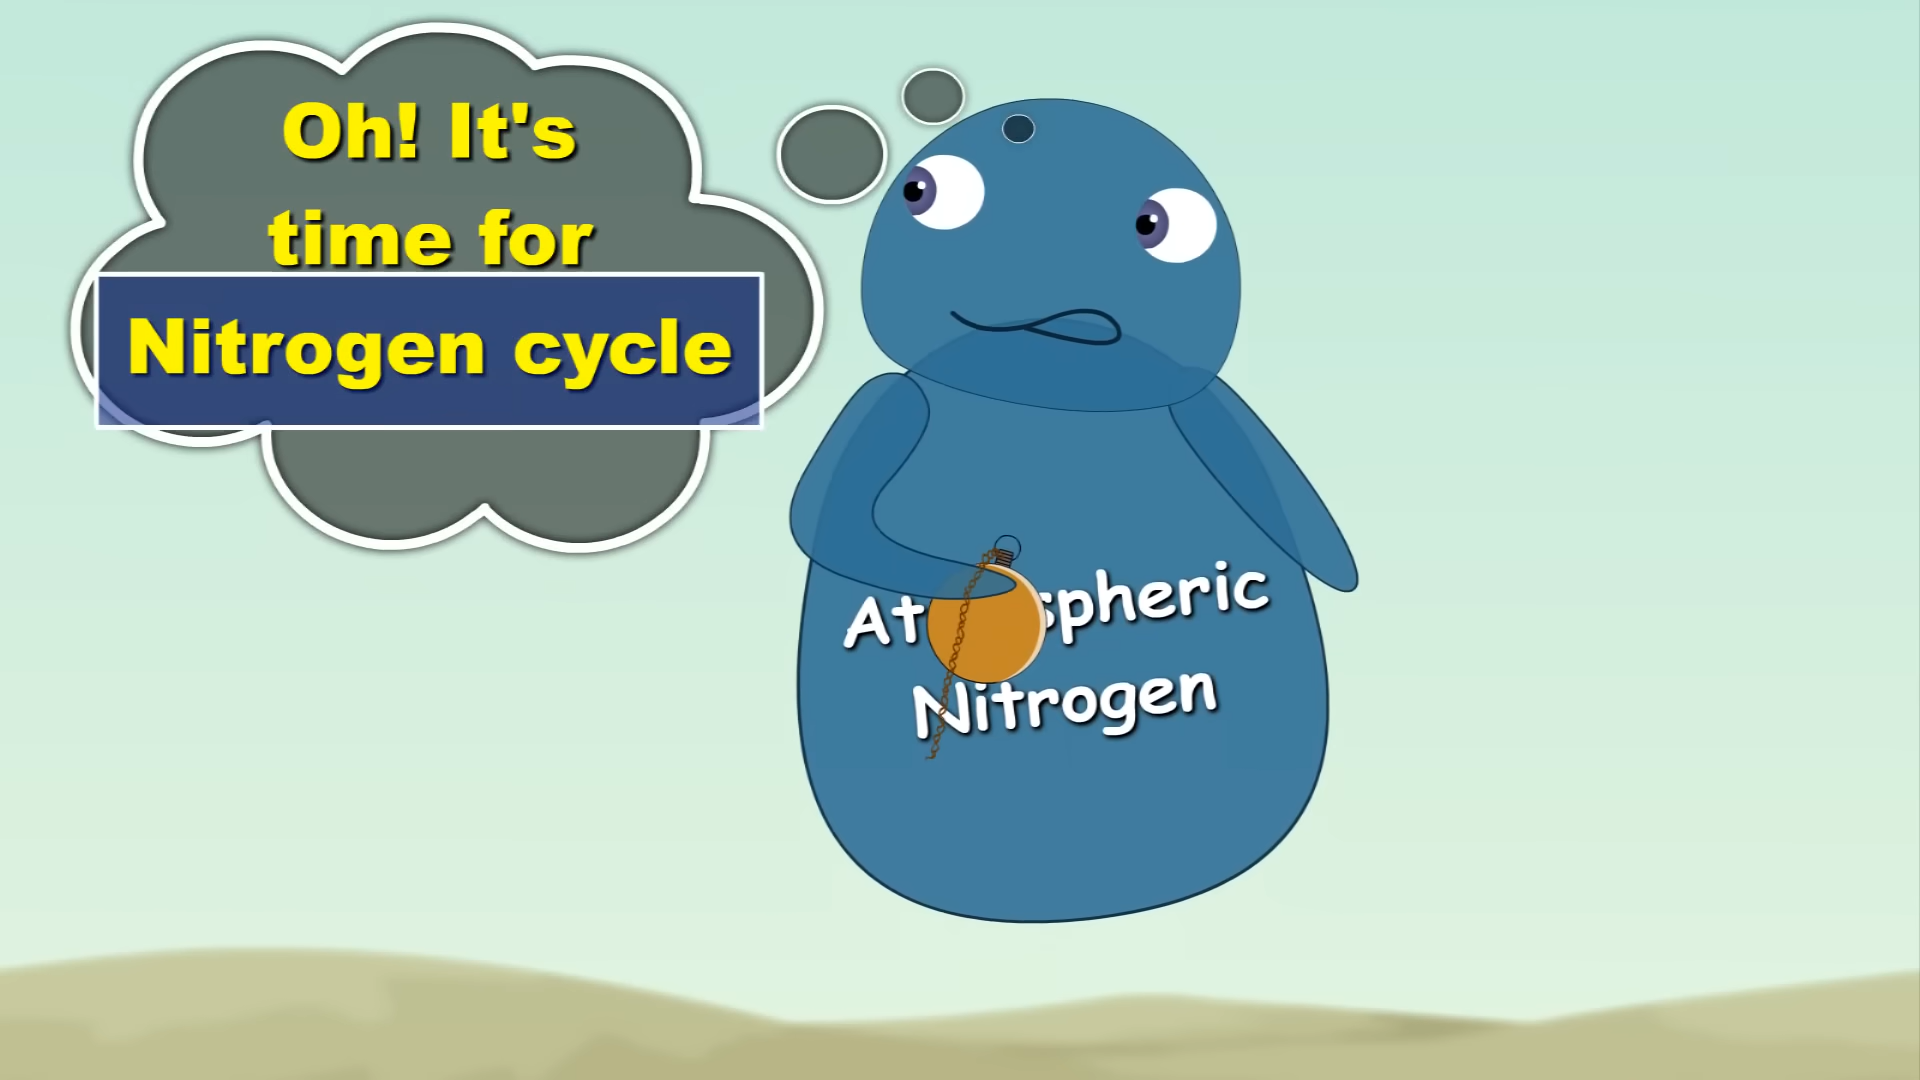 Oh! It's
time for
Nitrogen cycle
At spheric
Nitrogen